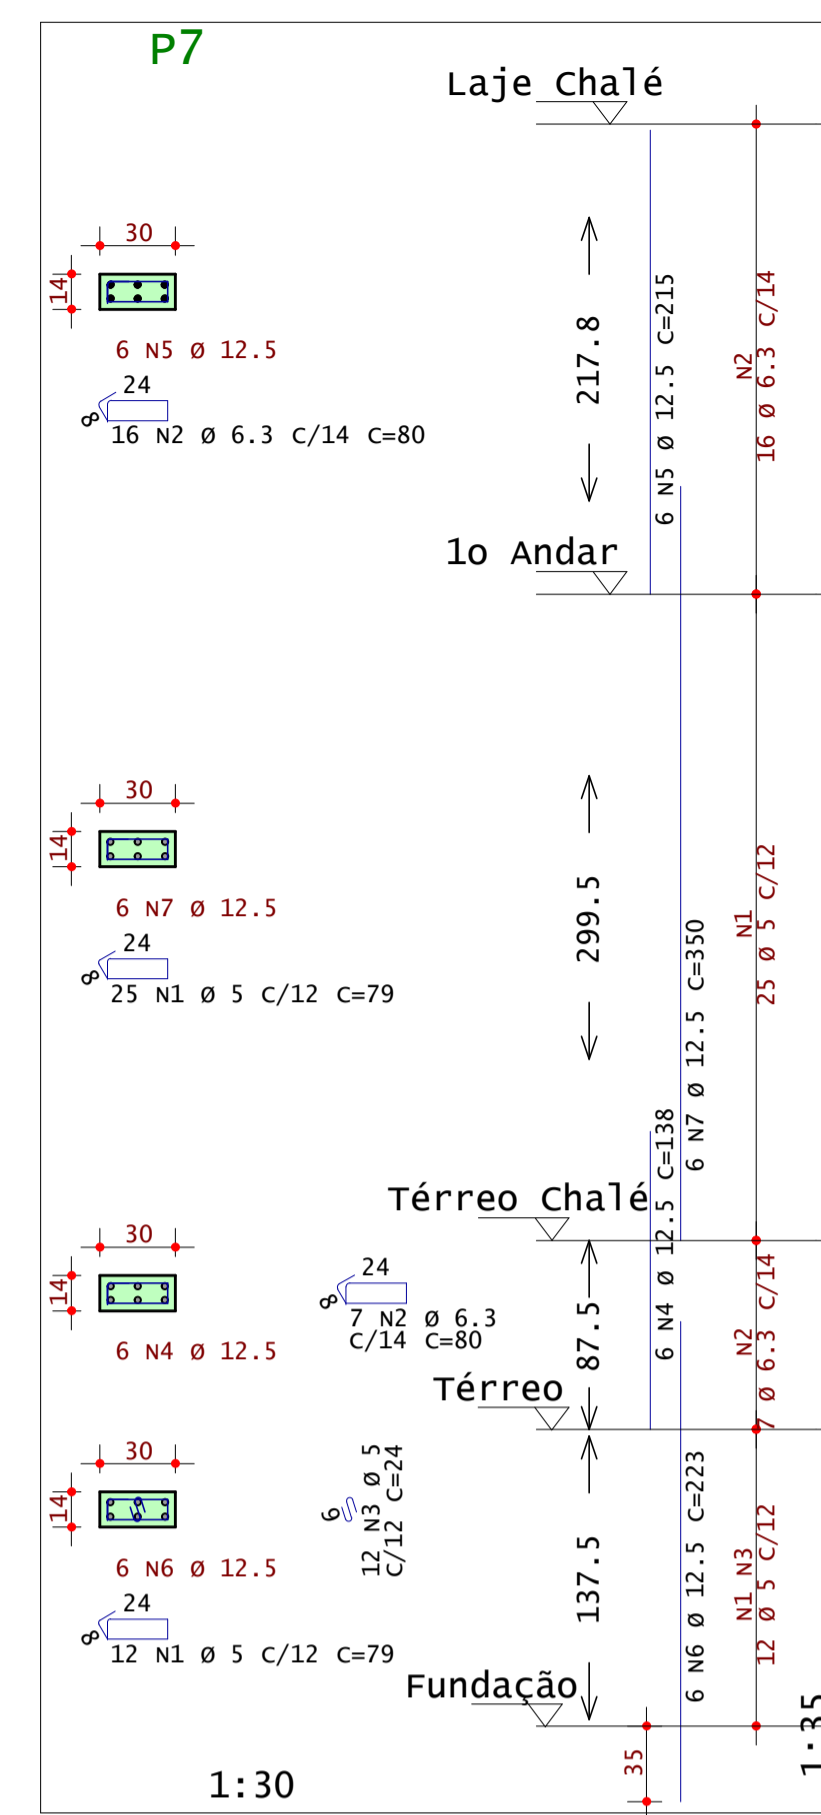 P7
Laje Chalé
30
14
6 N5 Ø 12.5
24
8
16 N2 Ø 6.3 C/14 C=80
217.8
6 N5 Ø 12.5 C=215
N2
16 Ø 6.3 C/14
1o Andar
30
14
6 N7 Ø 12.5
24
8
25 N1 Ø 5 C/12 C=79
299.5
6 N7 Ø 12.5 C=350
N1
25 Ø 5 C/12
Térreo Chalé
30
14
6 N4 Ø 12.5
24
8
7 N2 Ø 6.3
C/14 C=80
87.5
6 N4 Ø 12.5 C=138
N2
7 Ø 6.3 C/14
Térreo
30
14
6 N6 Ø 12.5
24
8
12 N1 Ø 5 C/12 C=79
6
12 N3 Ø 5
C/12 C=24
137.5
6 N6 Ø 12.5 C=223
N1 N3
12 Ø 5 C/12
Fundação
35
1:30
1:35